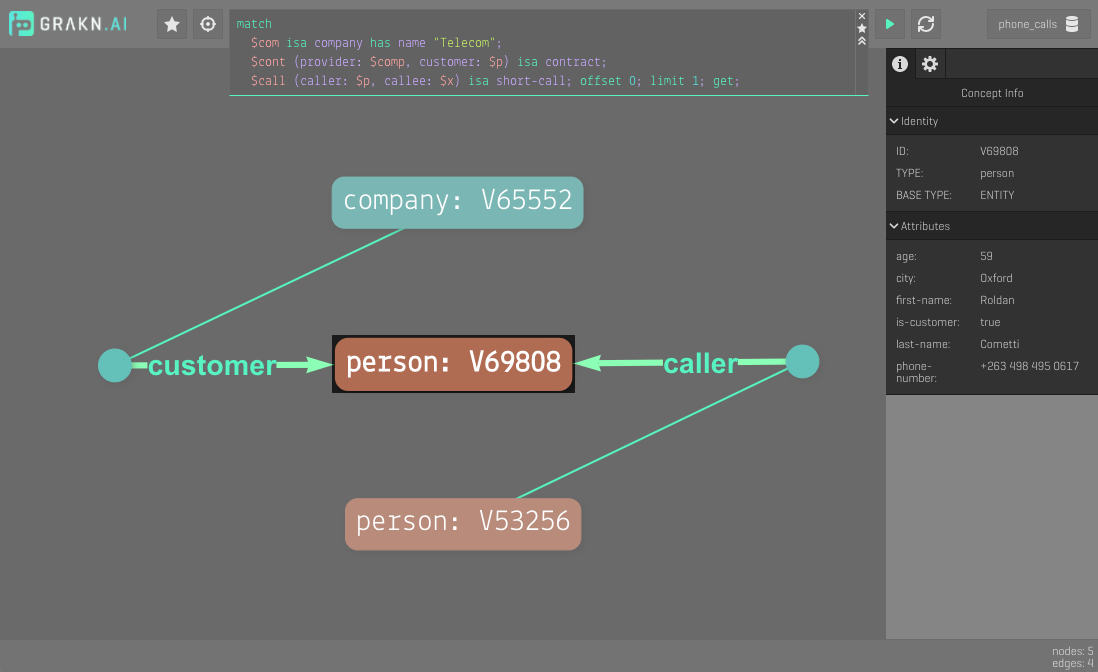 GRAKN.AI
match
$com isa company has name "Telecom";
$cont (provider: $comp, customer: $p) isa contract;
$call (caller: $p, callee: $x) isa short-call; offset 0; limit 1; get;
phone_calls
Concept Info
Identity
ID: V69808
TYPE: person
BASE TYPE: ENTITY
Attributes
age: 59
city: Oxford
first-name: Roldan
is-customer: true
last-name: Cometti
phone-
number: +263 498 495 0617
company: V65552
customer
person: V69808
caller
person: V53256
nodes: 5
edges: 4